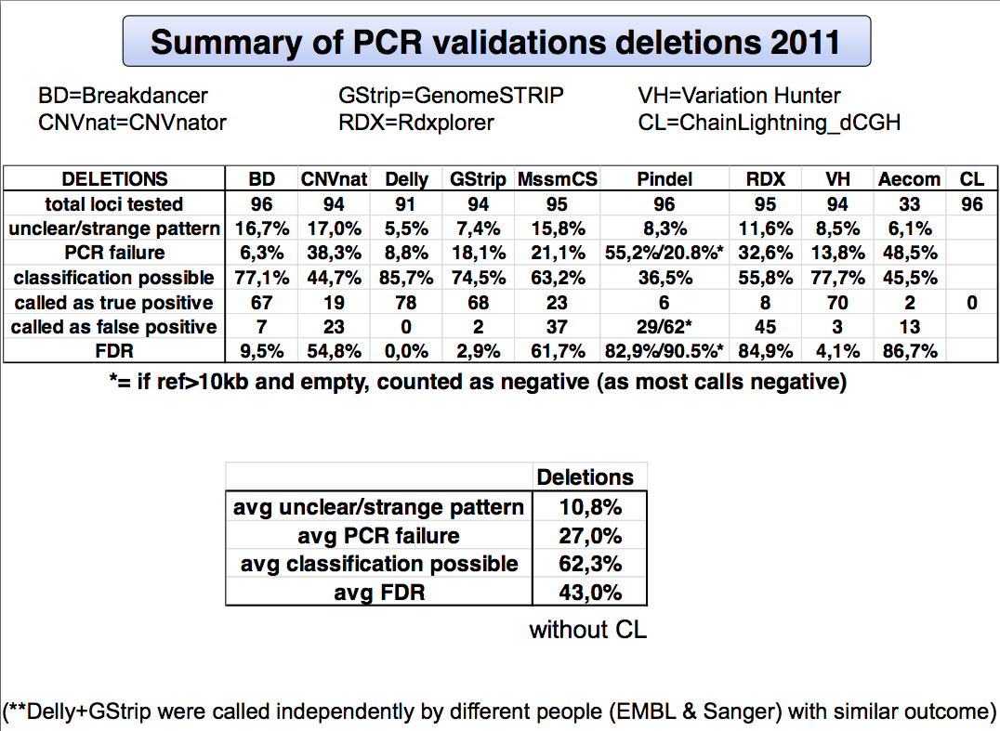 Summary of PCR validations deletions 2011
BD=Breakdancer GStrip=GenomeSTRIP VH=Variation Hunter
CNVnat=CNVnator RDX=Rdxplorer CL=ChainLightning_dCGH
DELETIONS BD CNVnat Delly GStrip MssmCS Pindel RDX VH Aecom CL
total loci tested 96 94 91 94 95 96 95 94 33 96
unclear/strange pattern 16,7% 17,0% 5,5% 7,4% 15,8% 8,3% 11,6% 8,5% 6,1%
PCR failure 6,3% 38,3% 8,8% 18,1% 21,1% 55,2%/20.8%* 32,6% 13,8% 48,5%
classification possible 77,1% 44,7% 85,7% 74,5% 63,2% 36,5% 55,8% 77,7% 45,5%
called as true positive 67 19 78 68 23 6 8 70 2 0
called as false positive 7 23 0 2 37 29/62* 45 3 13
FDR 9,5% 54,8% 0,0% 2,9% 61,7% 82,9%/90.5%* 84,9% 4,1% 86,7%
*= if ref>10kb and empty, counted as negative (as most calls negative)
Deletions
avg unclear/strange pattern 10,8%
avg PCR failure 27,0%
avg classification possible 62,3%
avg FDR 43,0%
without CL
(**Delly+GStrip were called independently by different people (EMBL & Sanger) with similar outcome)